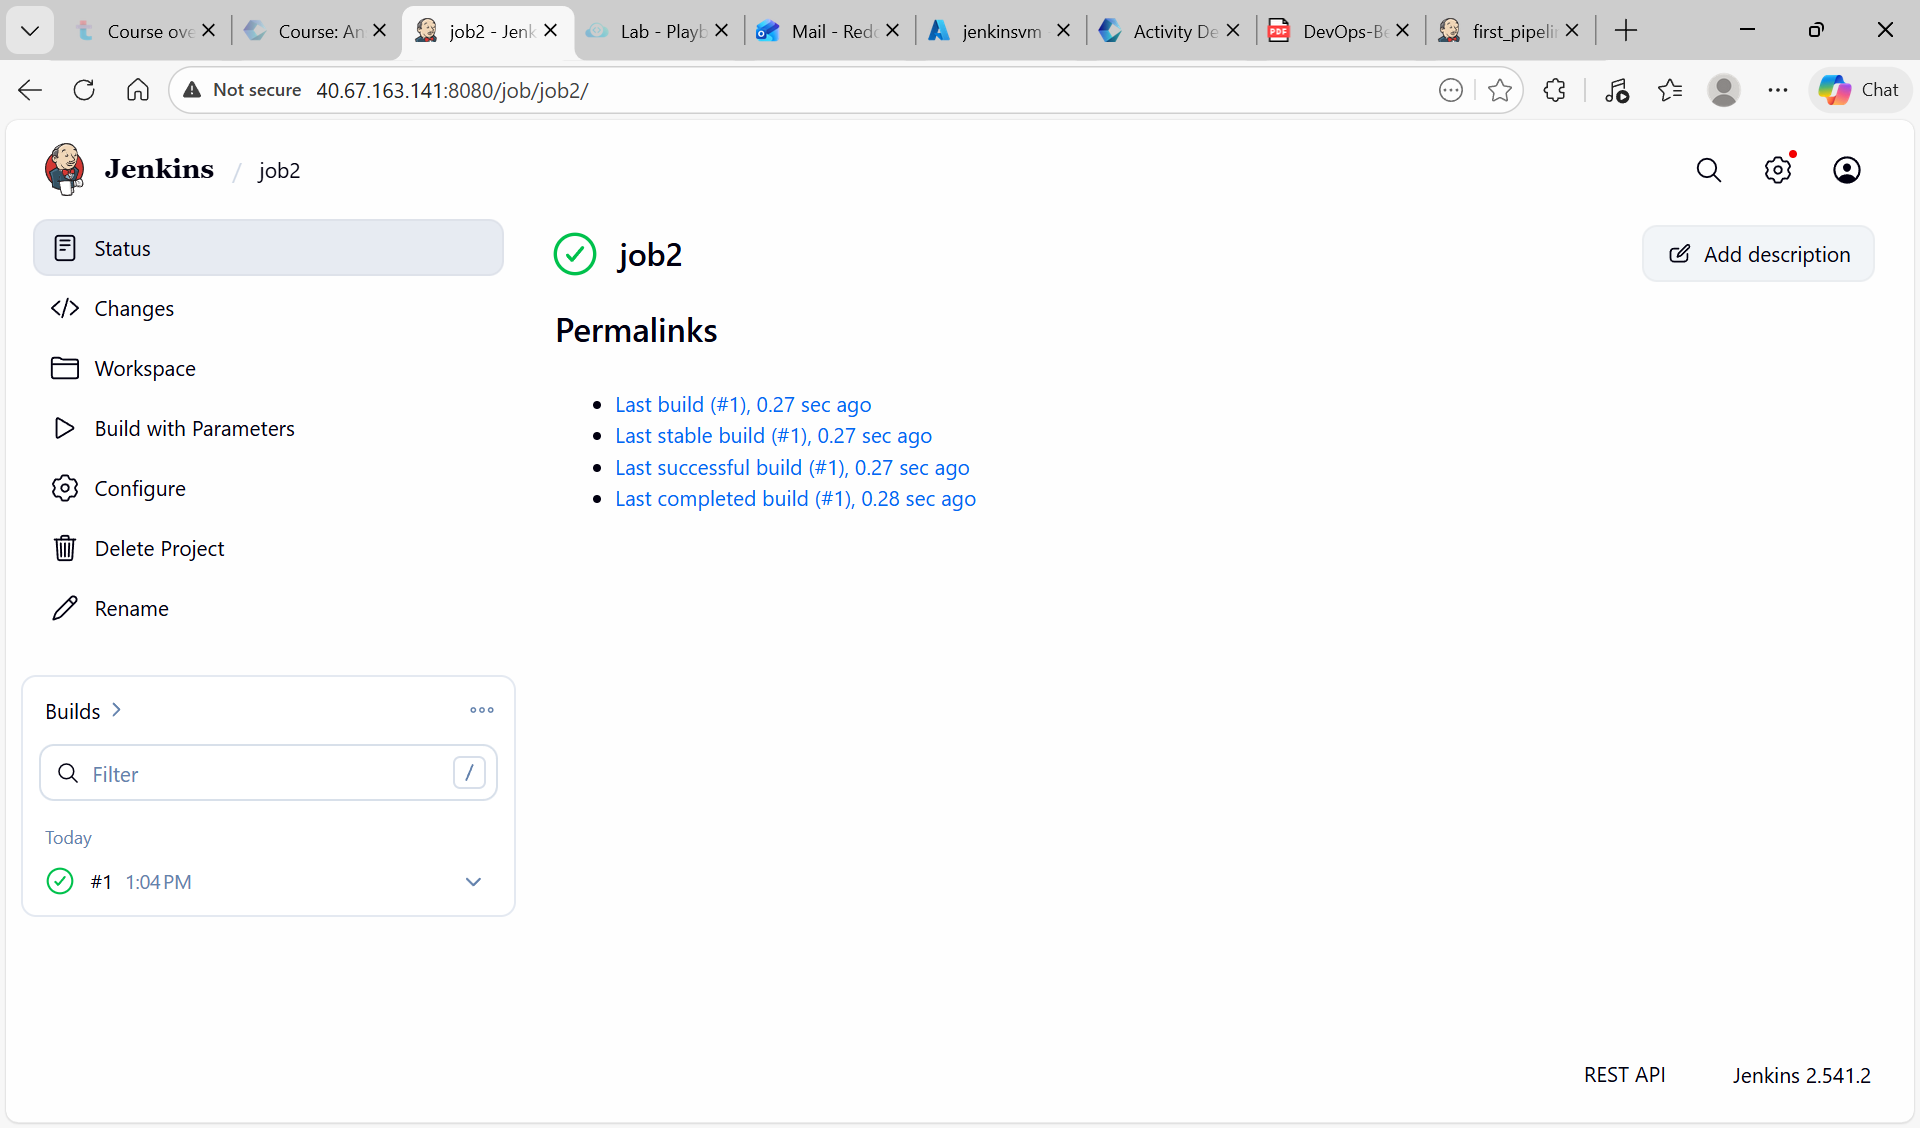 Course ove
Course: An
job2 - Jenk
Lab - Playb
Mail - Redc
jenkinsvm
Activity De
PDF
DevOps-Be
first_pipelin
Not secure
40.67.163.141:8080/job/job2/
Chat
Jenkins / job2
Status
Changes
Workspace
Build with Parameters
Configure
Delete Project
Rename
Builds
Filter
/
Today
#1 1:04 PM
job2
Add description
Permalinks
Last build (#1), 0.27 sec ago
Last stable build (#1), 0.27 sec ago
Last successful build (#1), 0.27 sec ago
Last completed build (#1), 0.28 sec ago
REST API
Jenkins 2.541.2